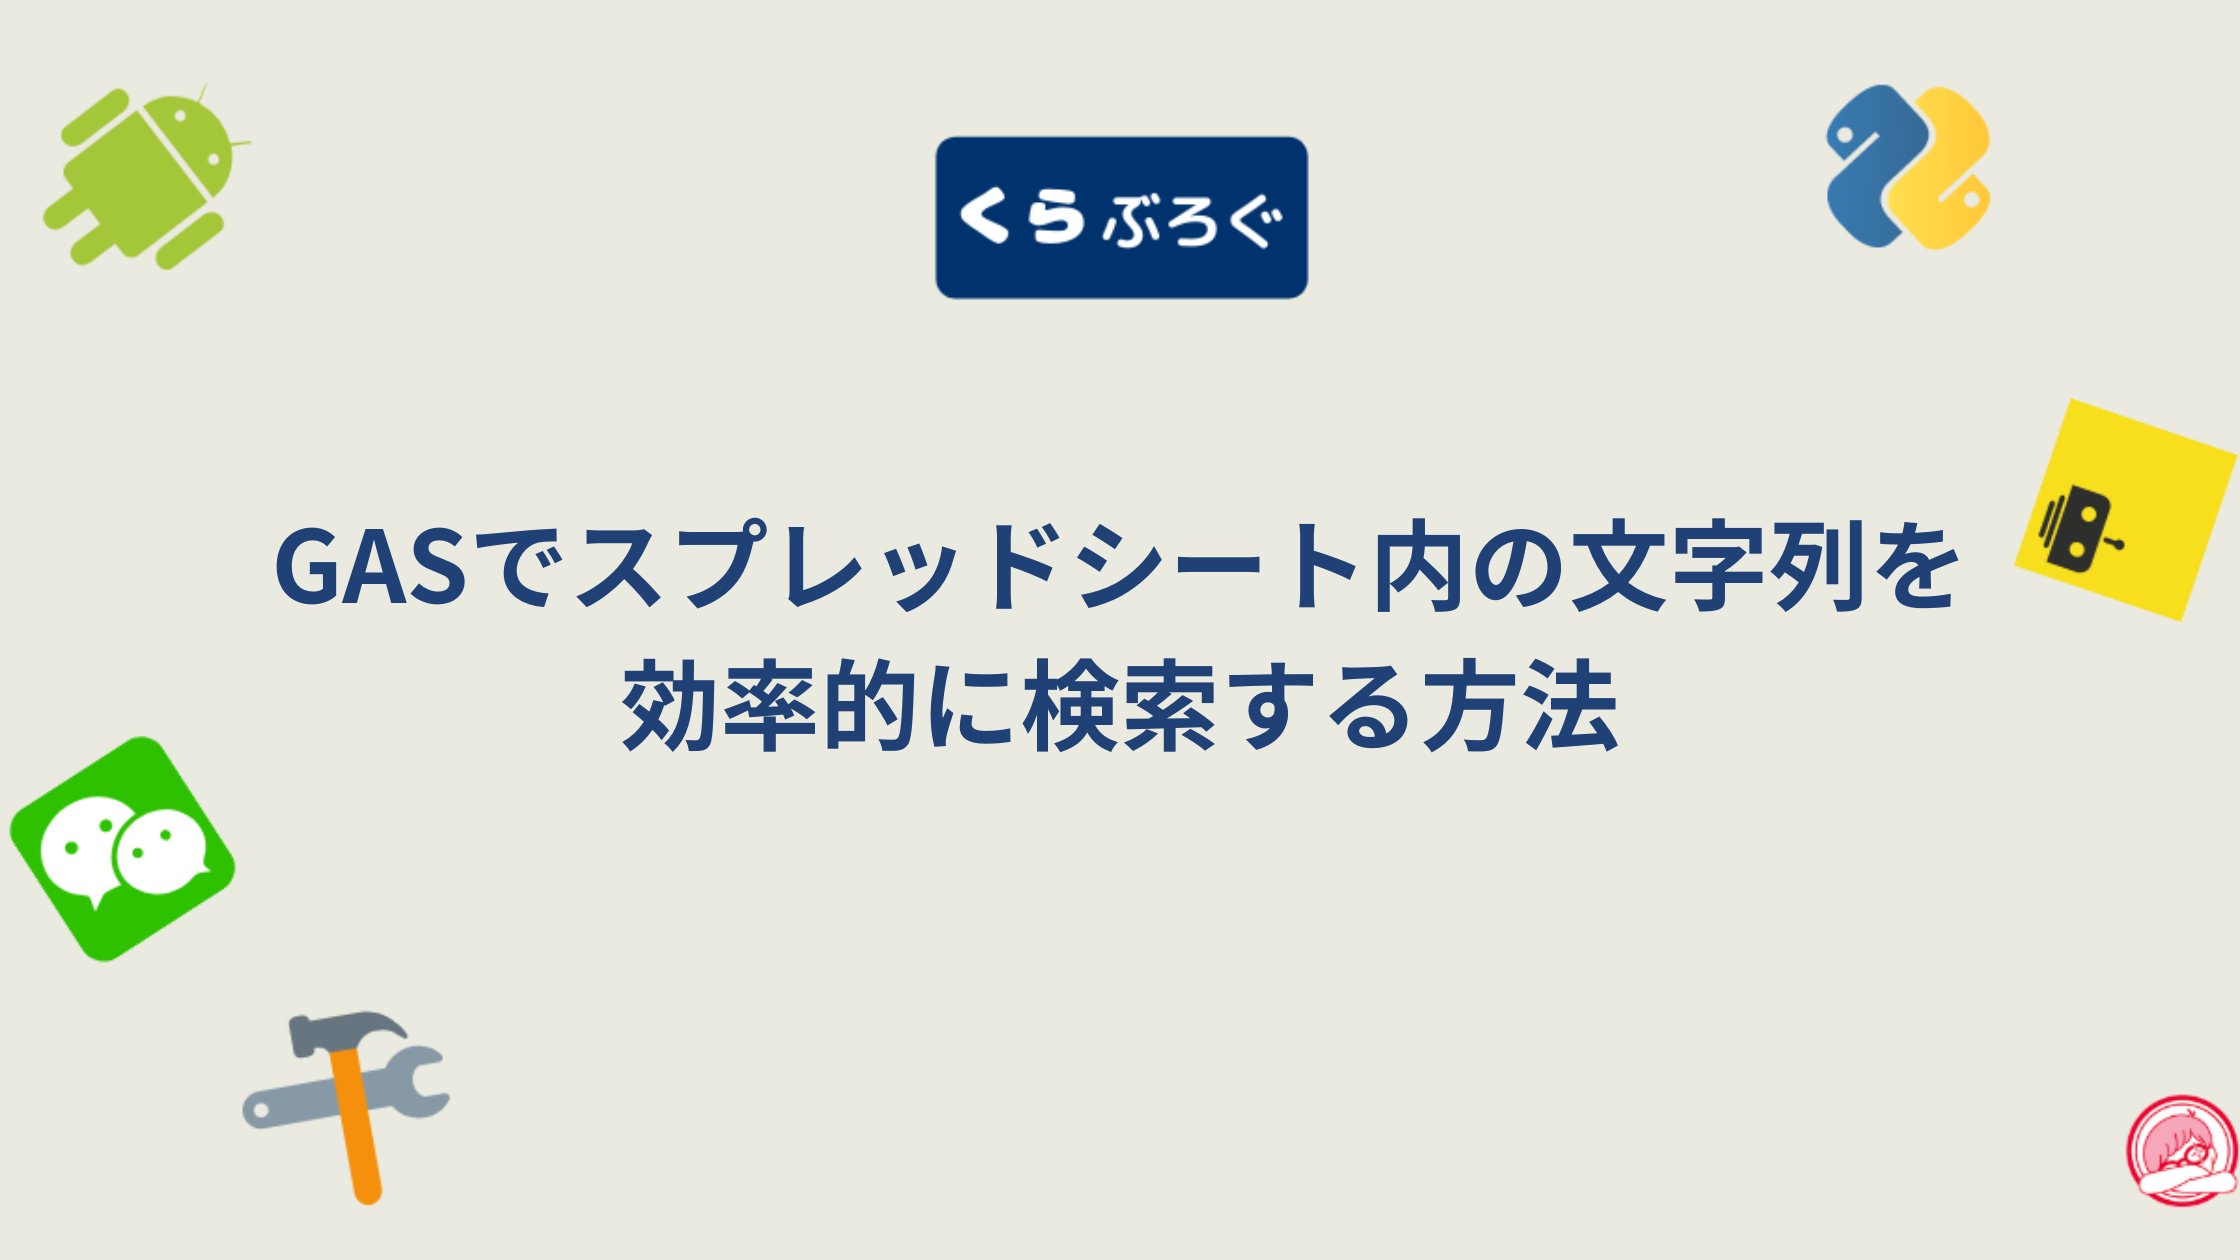 くらぶろぐ
GASでスプレッドシート内の文字列を
効率的に検索する方法